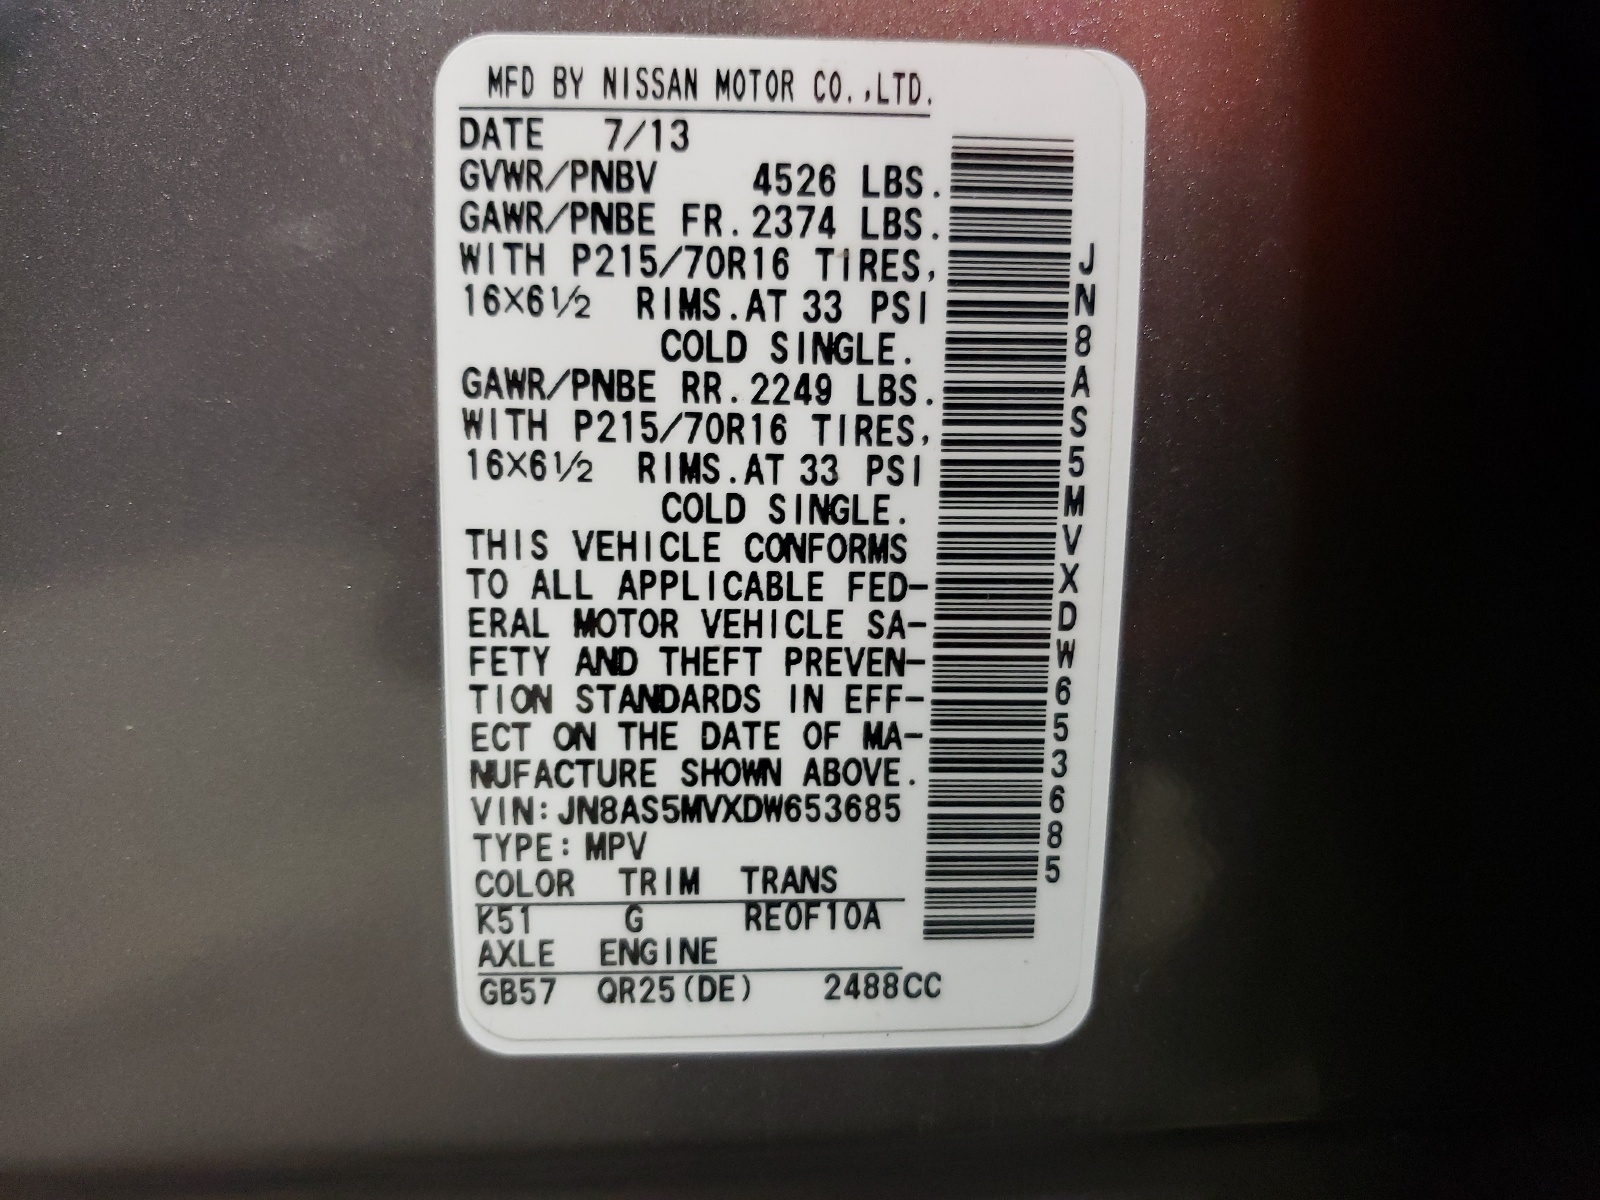 MFD BY NISSAN MOTOR CO.,LTD.
DATE 7/13
GVWR/PNBV 4526 LBS.
GAWR/PNBE FR. 2374 LBS.
WITH P215/70R16 TIRES,
16×6½ RIMS. AT 33 PSI
COLD SINGLE.
GAWR/PNBE RR. 2249 LBS.
WITH P215/70R16 TIRES,
16×6½ RIMS. AT 33 PSI
COLD SINGLE.
THIS VEHICLE CONFORMS
TO ALL APPLICABLE FED-
ERAL MOTOR VEHICLE SA-
FETY AND THEFT PREVEN-
TION STANDARDS IN EFF-
ECT ON THE DATE OF MA-
NUFACTURE SHOWN ABOVE.
VIN: JN8AS5MVXDW653685
TYPE: MPV
COLOR TRIM TRANS
K51 G RE0F10A
AXLE ENGINE
GB57 QR25(DE) 2488CC
JN8AS5MVXDW653685